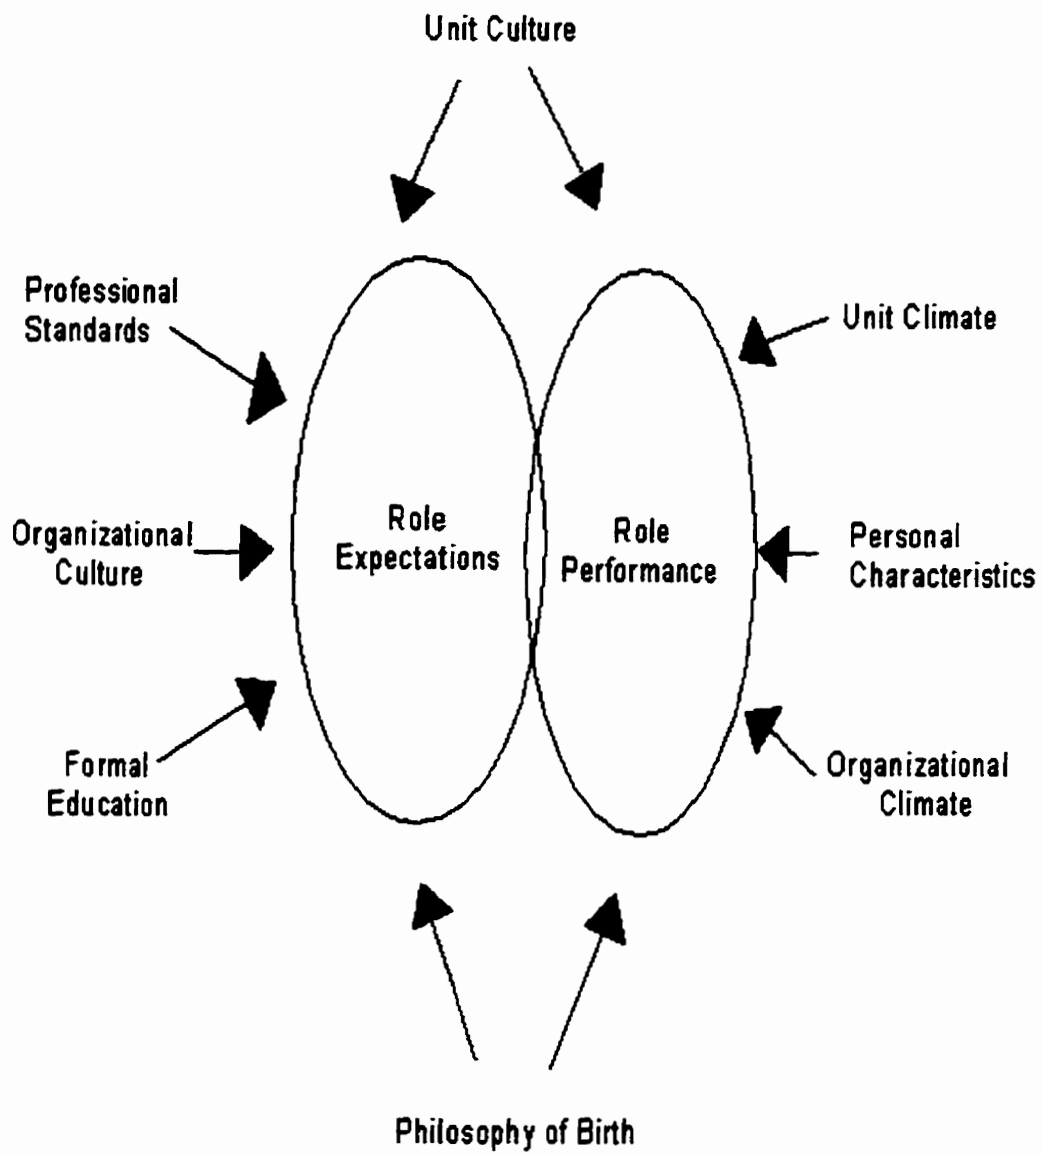 Unit Culture
Professional
Standards
Unit Climate
Organizational
Culture
Role
Expectations
Role
Performance
Personal
Characteristics
Formal
Education
Organizational
Climate
Philosophy of Birth